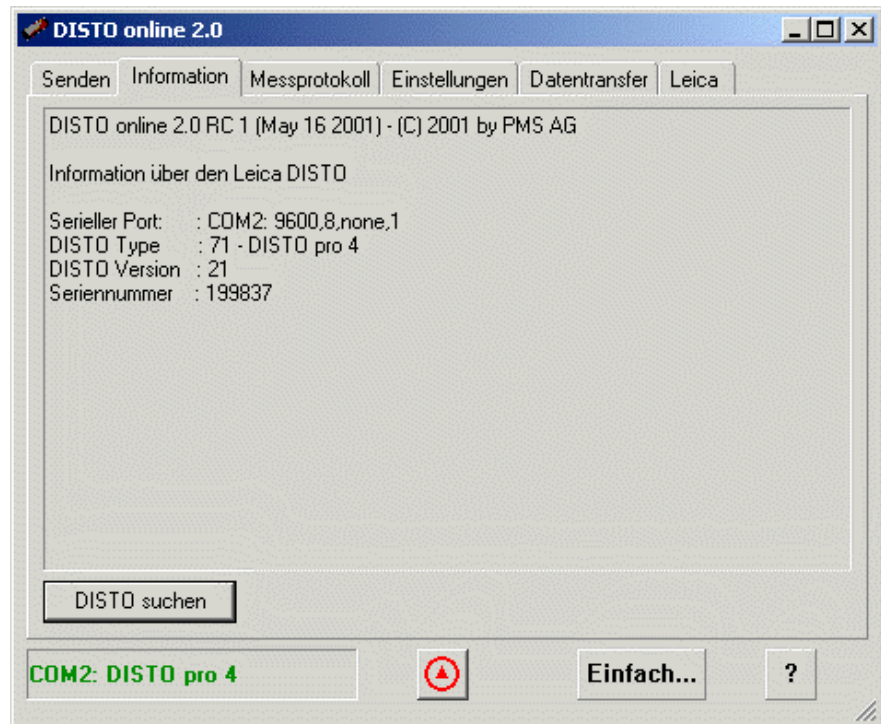 DISTO online 2.0
Senden Information Messprotokoll Einstellungen Datentransfer Leica
DISTO online 2.0 RC 1 (May 16 2001) - (C) 2001 by PMS AG
Information über den Leica DISTO
Serieller Port: : COM2: 9600,8,none,1
DISTO Type : 71 - DISTO pro 4
DISTO Version : 21
Seriennummer : 199837
DISTO suchen
COM2: DISTO pro 4 Einfach... ?